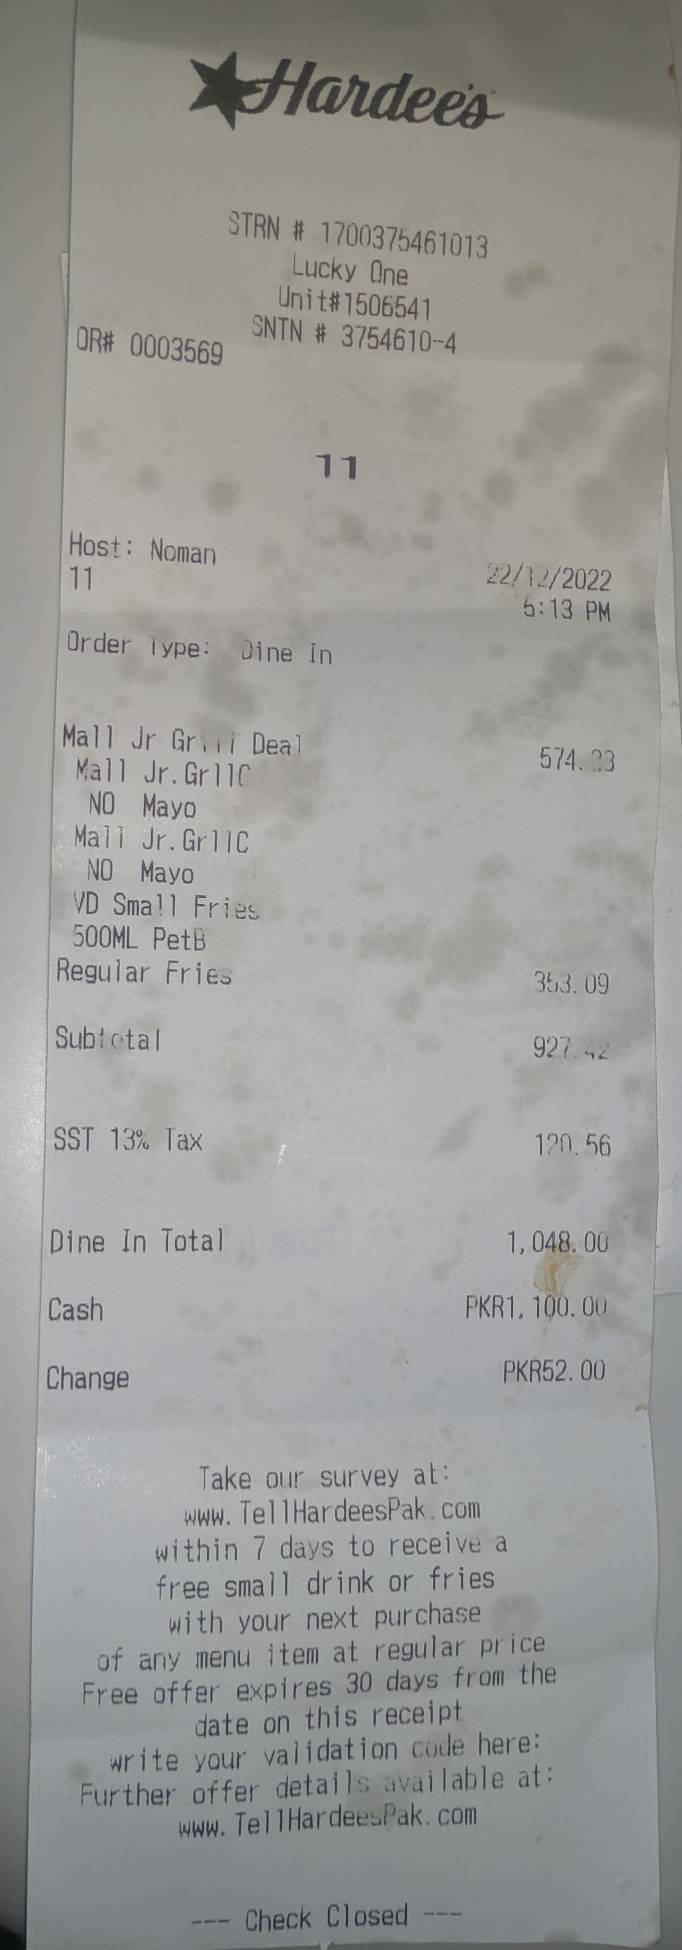 Hardee's
STRN # 1700375461013
Lucky One
Unit#1506541
SNTN # 3754610-4
OR# 0003569
11
Host: Noman
11
22/12/2022
6:13 PM
Order Type: Dine In
Mall Jr Grill Deal 574.33
Mall Jr.GrllC
NO Mayo
Mall Jr.GrllC
NO Mayo
VD Small Fries
500ML PetB
Regular Fries 353.09
Subtotal 927.42
SST 13% Tax 120.56
Dine In Total 1,048.00
Cash PKR1,100.00
Change PKR52.00
Take our survey at:
www.TellHardeesPak.com
within 7 days to receive a
free small drink or fries
with your next purchase
of any menu item at regular price
Free offer expires 30 days from the
date on this receipt
write your validation code here:
Further offer details available at:
www.TellHardeesPak.com
--- Check Closed ---